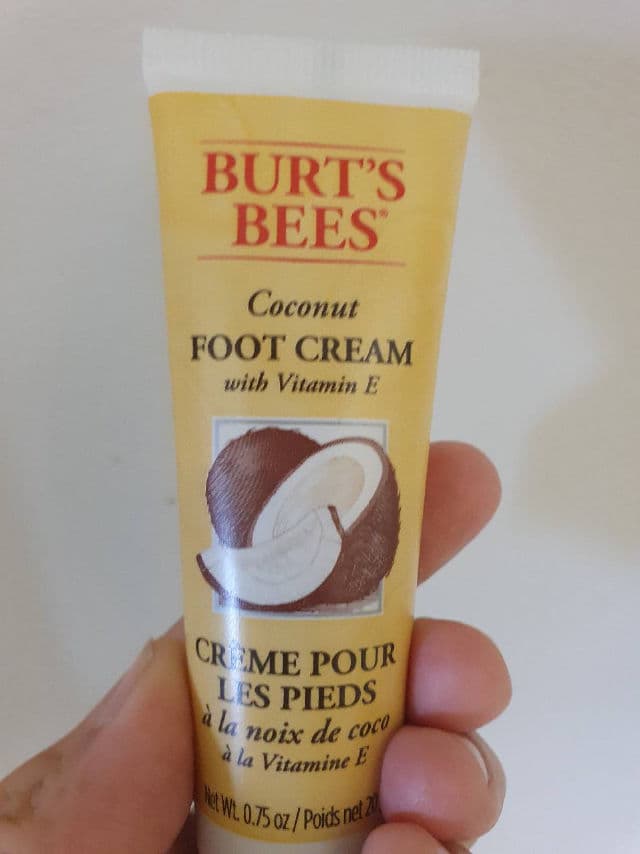 BURT'S
BEES®
Coconut
FOOT CREAM
with Vitamin E
CRÈME POUR
LES PIEDS
à la noix de coco
à la Vitamine E
Net Wt. 0.75 oz / Poids net